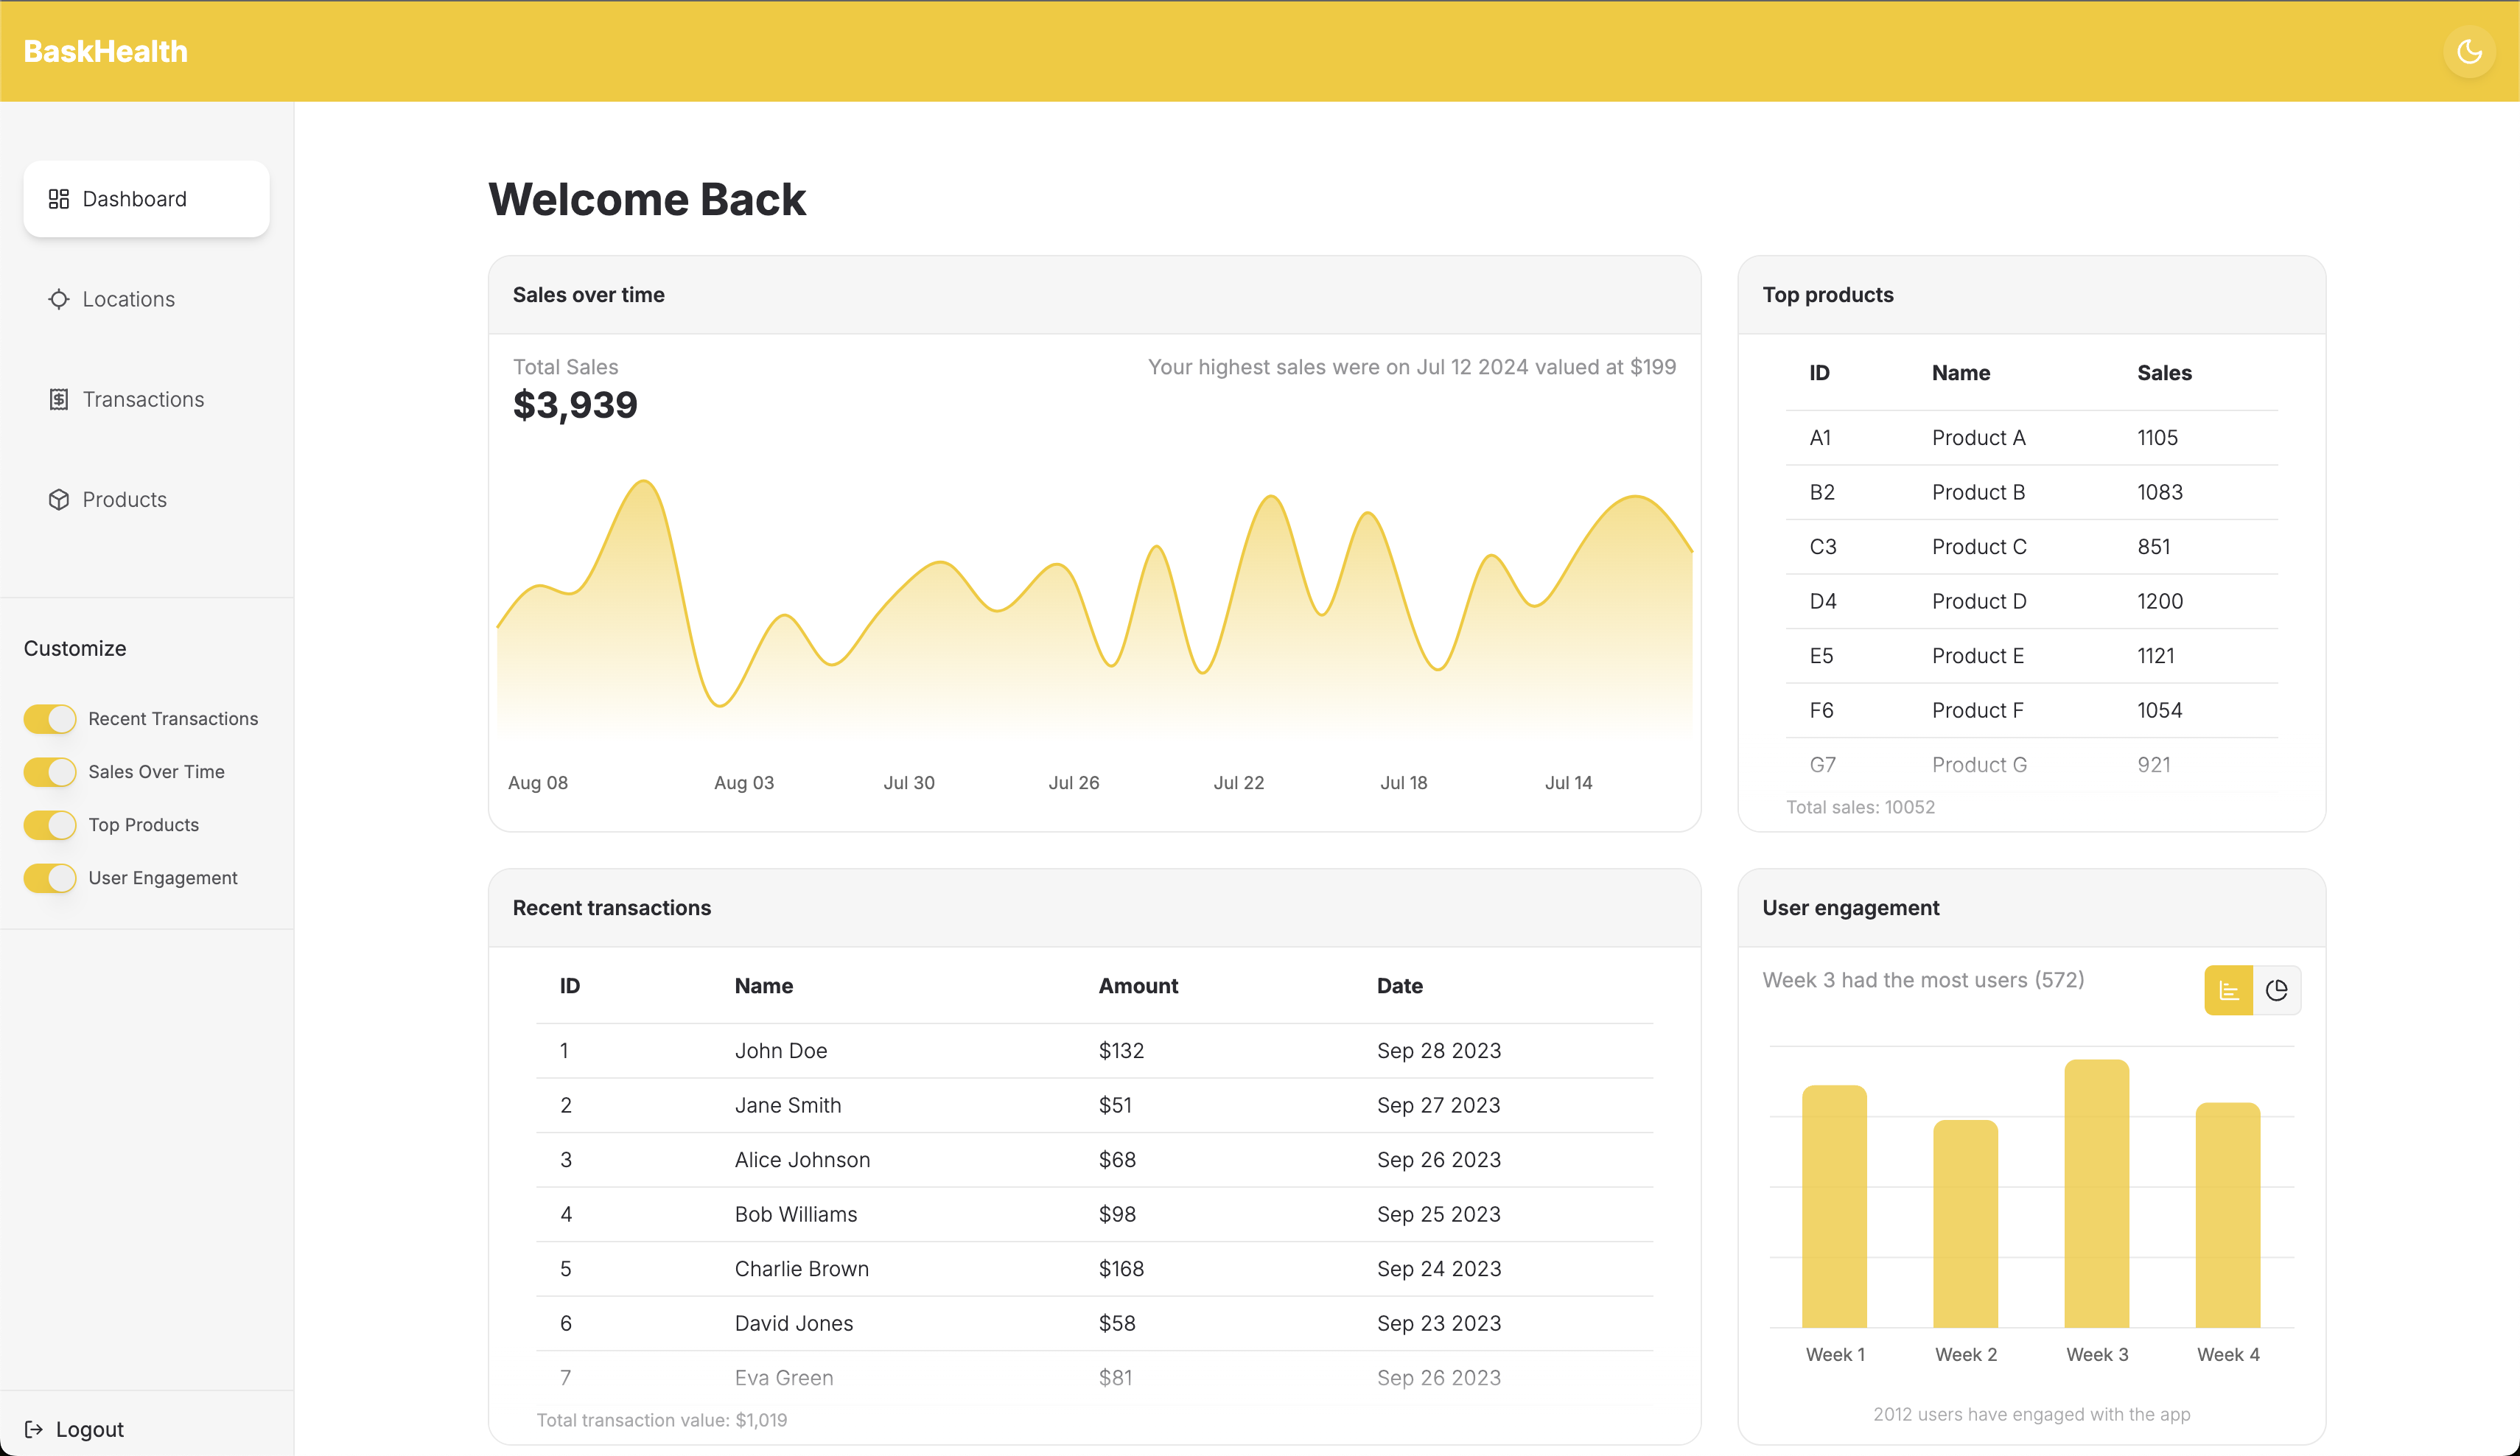 BaskHealth
Dashboard
Locations
Transactions
Products
Customize
Recent Transactions
Sales Over Time
Top Products
User Engagement
Logout
Welcome Back
Sales over time
Total Sales
$3,939
Your highest sales were on Jul 12 2024 valued at $199
Aug 08 Aug 03 Jul 30 Jul 26 Jul 22 Jul 18 Jul 14
Top products
ID Name Sales
A1 Product A 1105
B2 Product B 1083
C3 Product C 851
D4 Product D 1200
E5 Product E 1121
F6 Product F 1054
G7 Product G 921
Total sales: 10052
Recent transactions
ID Name Amount Date
1 John Doe $132 Sep 28 2023
2 Jane Smith $51 Sep 27 2023
3 Alice Johnson $68 Sep 26 2023
4 Bob Williams $98 Sep 25 2023
5 Charlie Brown $168 Sep 24 2023
6 David Jones $58 Sep 23 2023
7 Eva Green $81 Sep 26 2023
Total transaction value: $1,019
User engagement
Week 3 had the most users (572)
Week 1 Week 2 Week 3 Week 4
2012 users have engaged with the app